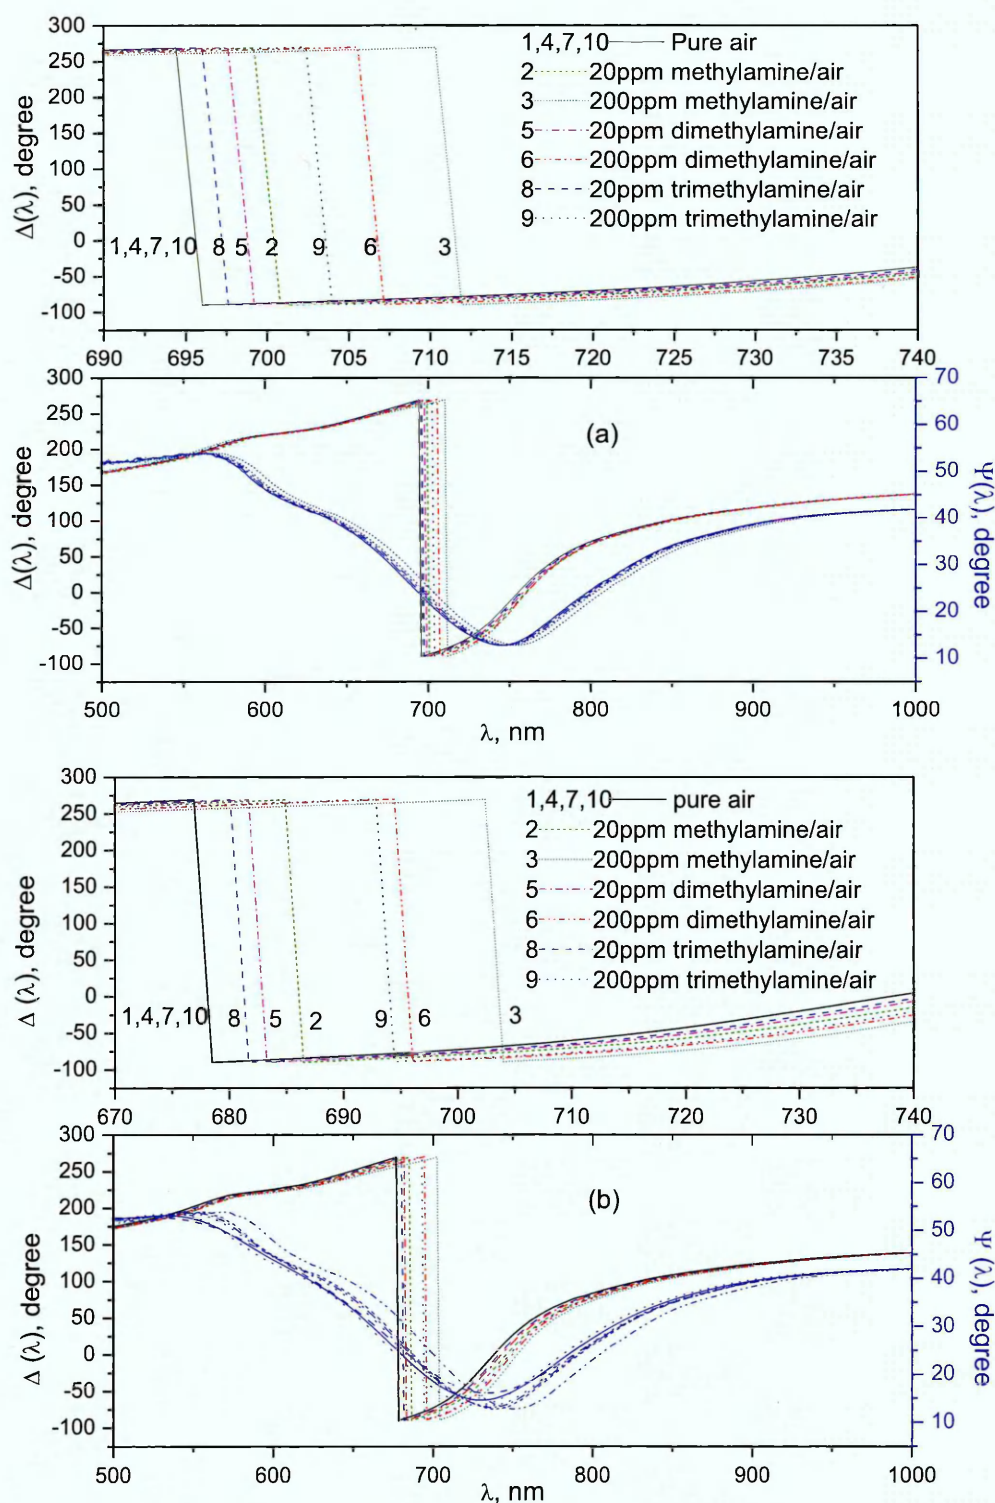 300
250
200
150
100
50
0
-50
-100
Δ(λ), degree
1,4,7,10 Pure air
2 20ppm methylamine/air
3 200ppm methylamine/air
5 20ppm dimethylamine/air
6 200ppm dimethylamine/air
8 20ppm trimethylamine/air
9 200ppm trimethylamine/air
1,4,7,10 8 5 2 9 6 3
690 695 700 705 710 715 720 725 730 735 740
300
250
200
150
100
50
0
-50
-100
Δ(λ), degree
(a)
70
60
50
40
30
20
10
Ψ(λ), degree
500 600 700 800 900 1000
λ, nm
300
250
200
150
100
50
0
-50
-100
Δ (λ), degree
1,4,7,10 pure air
2 20ppm methylamine/air
3 200ppm methylamine/air
5 20ppm dimethylamine/air
6 200ppm dimethylamine/air
8 20ppm trimethylamine/air
9 200ppm trimethylamine/air
1,4,7,10 8 5 2 9 6 3
670 680 690 700 710 720 730 740
300
250
200
150
100
50
0
-50
-100
Δ (λ), degree
(b)
70
60
50
40
30
20
10
Ψ (λ), degree
500 600 700 800 900 1000
λ, nm